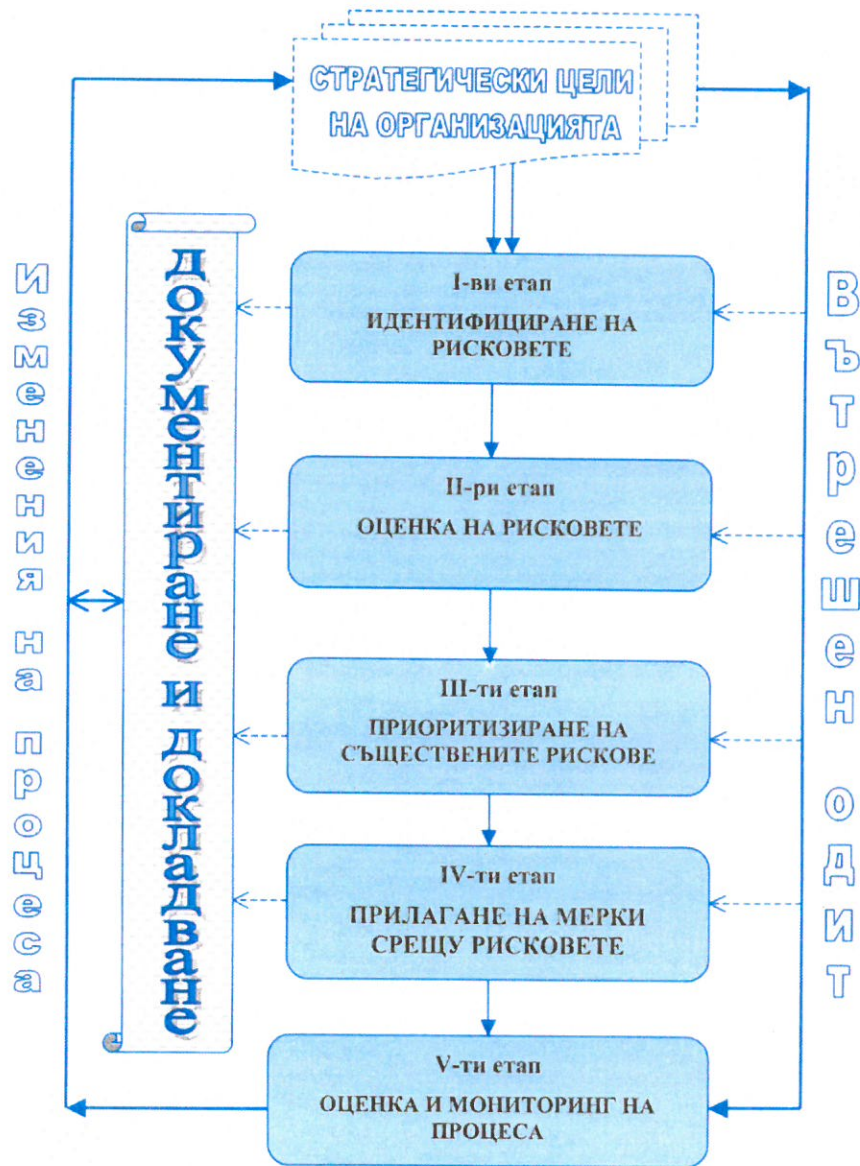 СТРАТЕГИЧЕСКИ ЦЕЛИ
НА ОРГАНИЗАЦИЯТА
Изменения на процеса
документиране и докладване
I-ви етап
ИДЕНТИФИЦИРАНЕ НА
РИСКОВЕТЕ
II-ри етап
ОЦЕНКА НА РИСКОВЕТЕ
III-ти етап
ПРИОРИТИЗИРАНЕ НА
СЪЩЕСТВЕНИТЕ РИСКОВЕ
IV-ти етап
ПРИЛАГАНЕ НА МЕРКИ
СРЕЩУ РИСКОВЕТЕ
V-ти етап
ОЦЕНКА И МОНИТОРИНГ НА
ПРОЦЕСА
Вътрешен одит